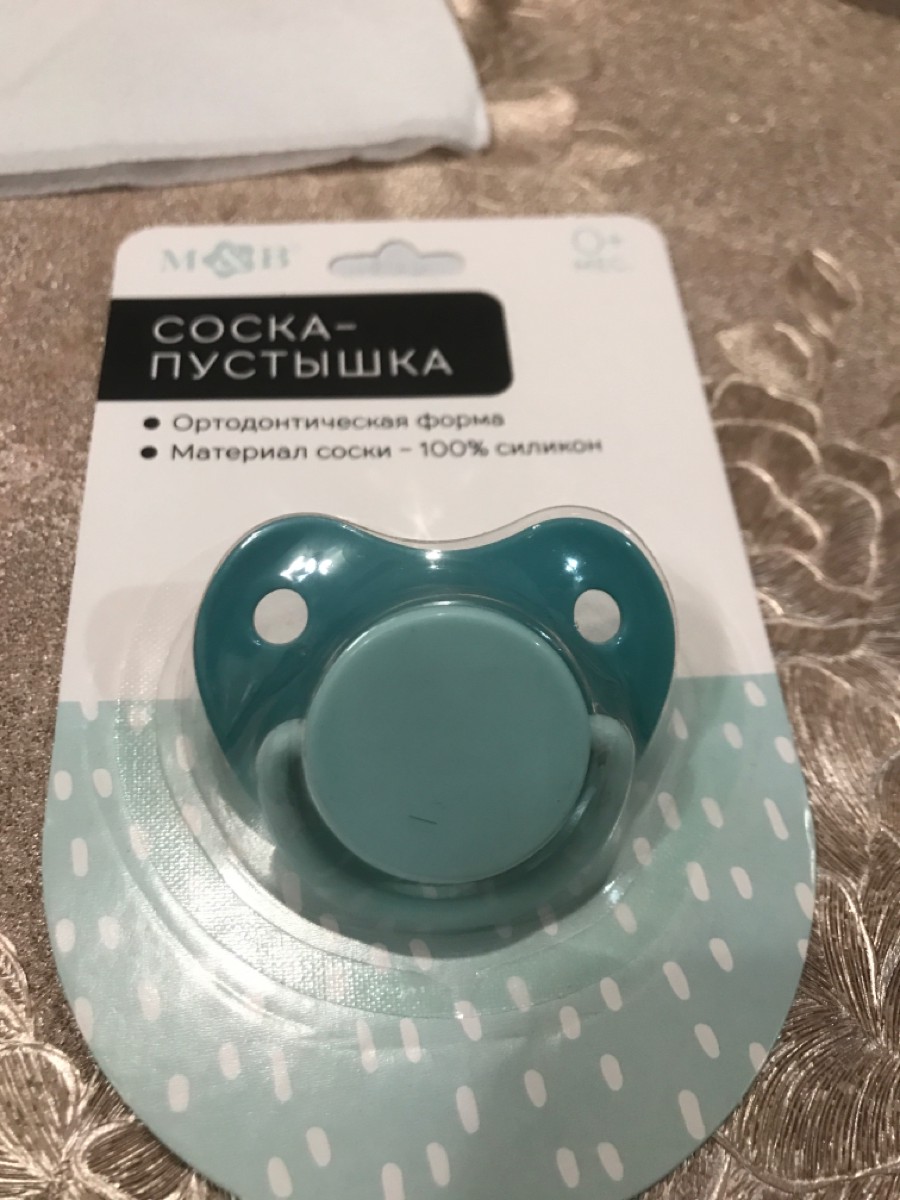 M&B
0+
МЕС.
СОСКА-
ПУСТЫШКА
• Ортодонтическая форма
• Материал соски – 100% силикон